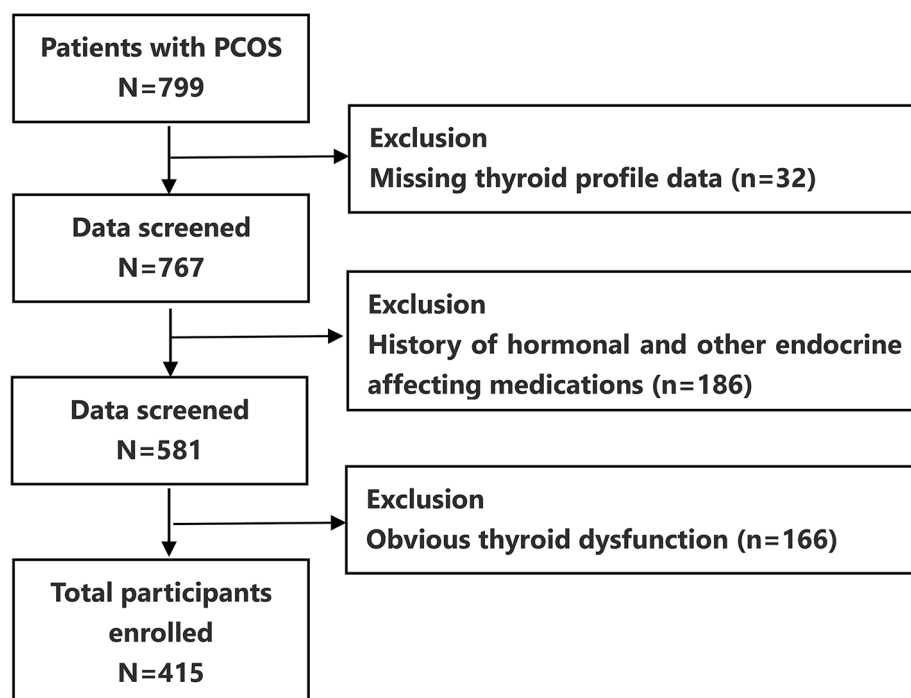 Patients with PCOS
N=799
Exclusion
Missing thyroid profile data (n=32)
Data screened
N=767
Exclusion
History of hormonal and other endocrine
affecting medications (n=186)
Data screened
N=581
Exclusion
Obvious thyroid dysfunction (n=166)
Total participants
enrolled
N=415